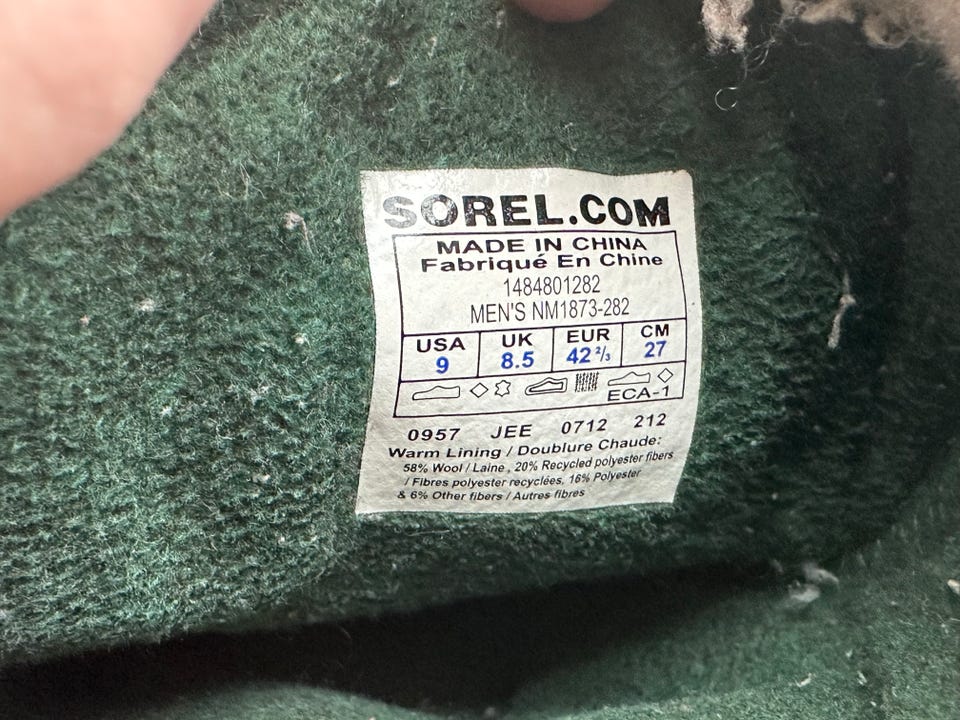 SOREL.COM
MADE IN CHINA
Fabriqué En Chine
1484801282
MEN'S NM1873-282
USA UK EUR CM
9 8.5 42⅔ 27
ECA-1
0957 JEE 0712 212
Warm Lining / Doublure Chaude:
58% Wool / Laine , 20% Recycled polyester fibers
/ Fibres polyester recyclées, 16% Polyester
& 6% Other fibers / Autres fibres